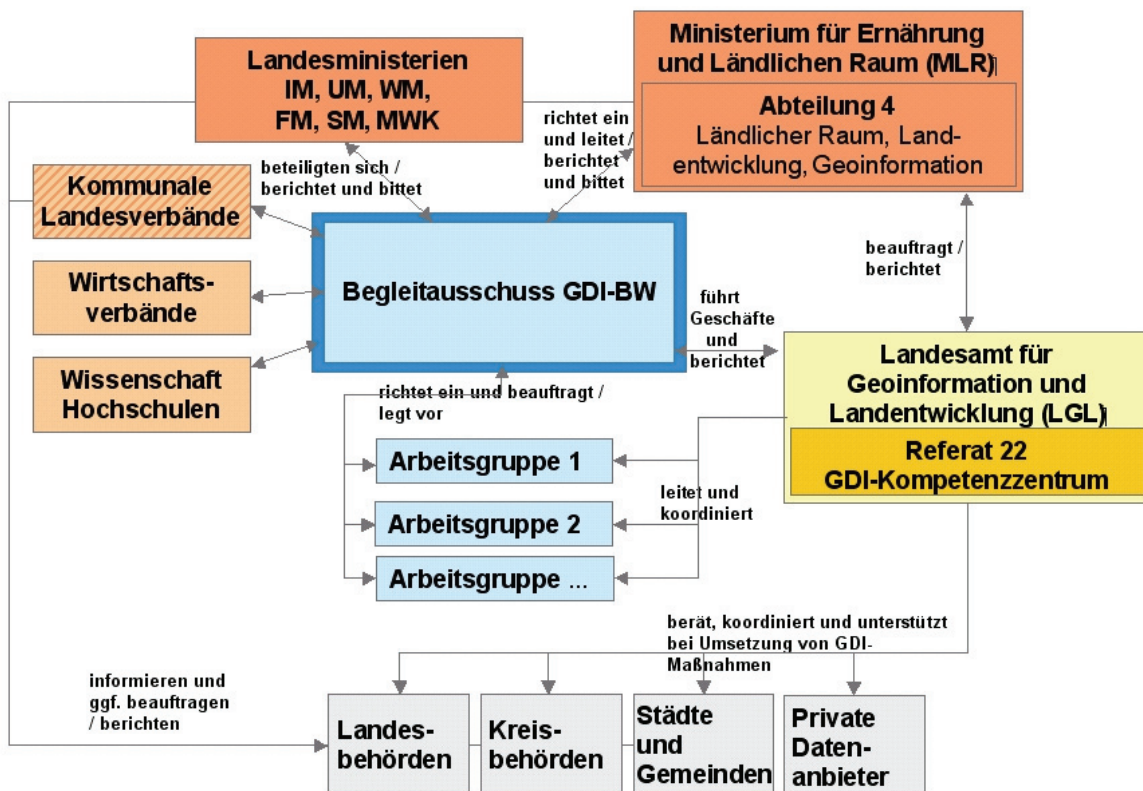 Landesministerien
IM, UM, WM,
FM, SM, MWK
Ministerium für Ernährung
und Ländlichen Raum (MLR)
Abteilung 4
Ländlicher Raum, Land-
entwicklung, Geoinformation
richtet ein
und leitet /
berichtet
und bittet
beteiligten sich /
berichtet und bittet
Kommunale
Landesverbände
Wirtschafts-
verbände
Wissenschaft
Hochschulen
Begleitausschuss GDI-BW
beauftragt /
berichtet
führt
Geschäfte
und
berichtet
Landesamt für
Geoinformation und
Landentwicklung (LGL)
Referat 22
GDI-Kompetenzzentrum
richtet ein und beauftragt /
legt vor
Arbeitsgruppe 1
Arbeitsgruppe 2
Arbeitsgruppe ...
leitet und
koordiniert
berät, koordiniert und unterstützt
bei Umsetzung von GDI-
Maßnahmen
informieren und
ggf. beauftragen
/ berichten
Landes-
behörden
Kreis-
behörden
Städte
und
Gemeinden
Private
Daten-
anbieter